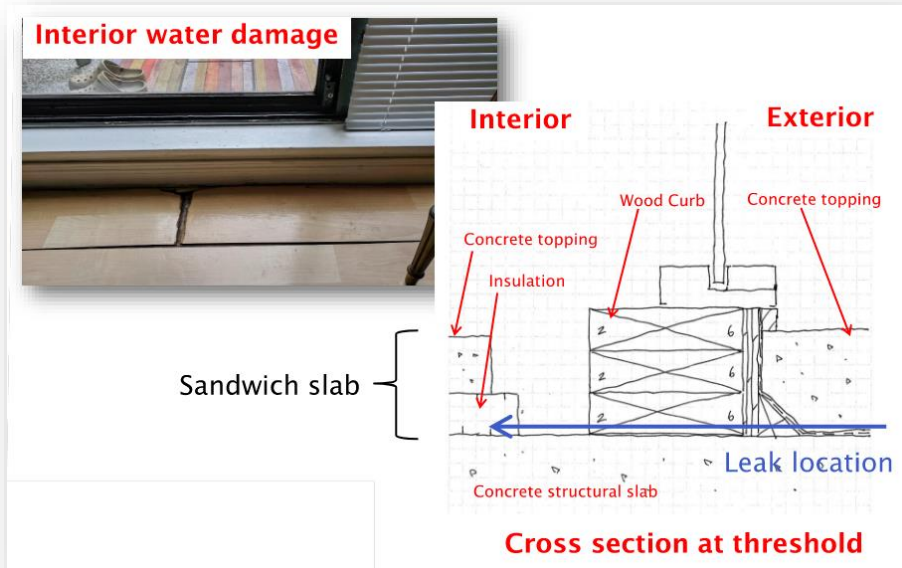 Interior water damage
Interior
Exterior
Wood Curb
Concrete topping
Concrete topping
Insulation
2 6
2 6
2 6
Sandwich slab
Leak location
Concrete structural slab
Cross section at threshold